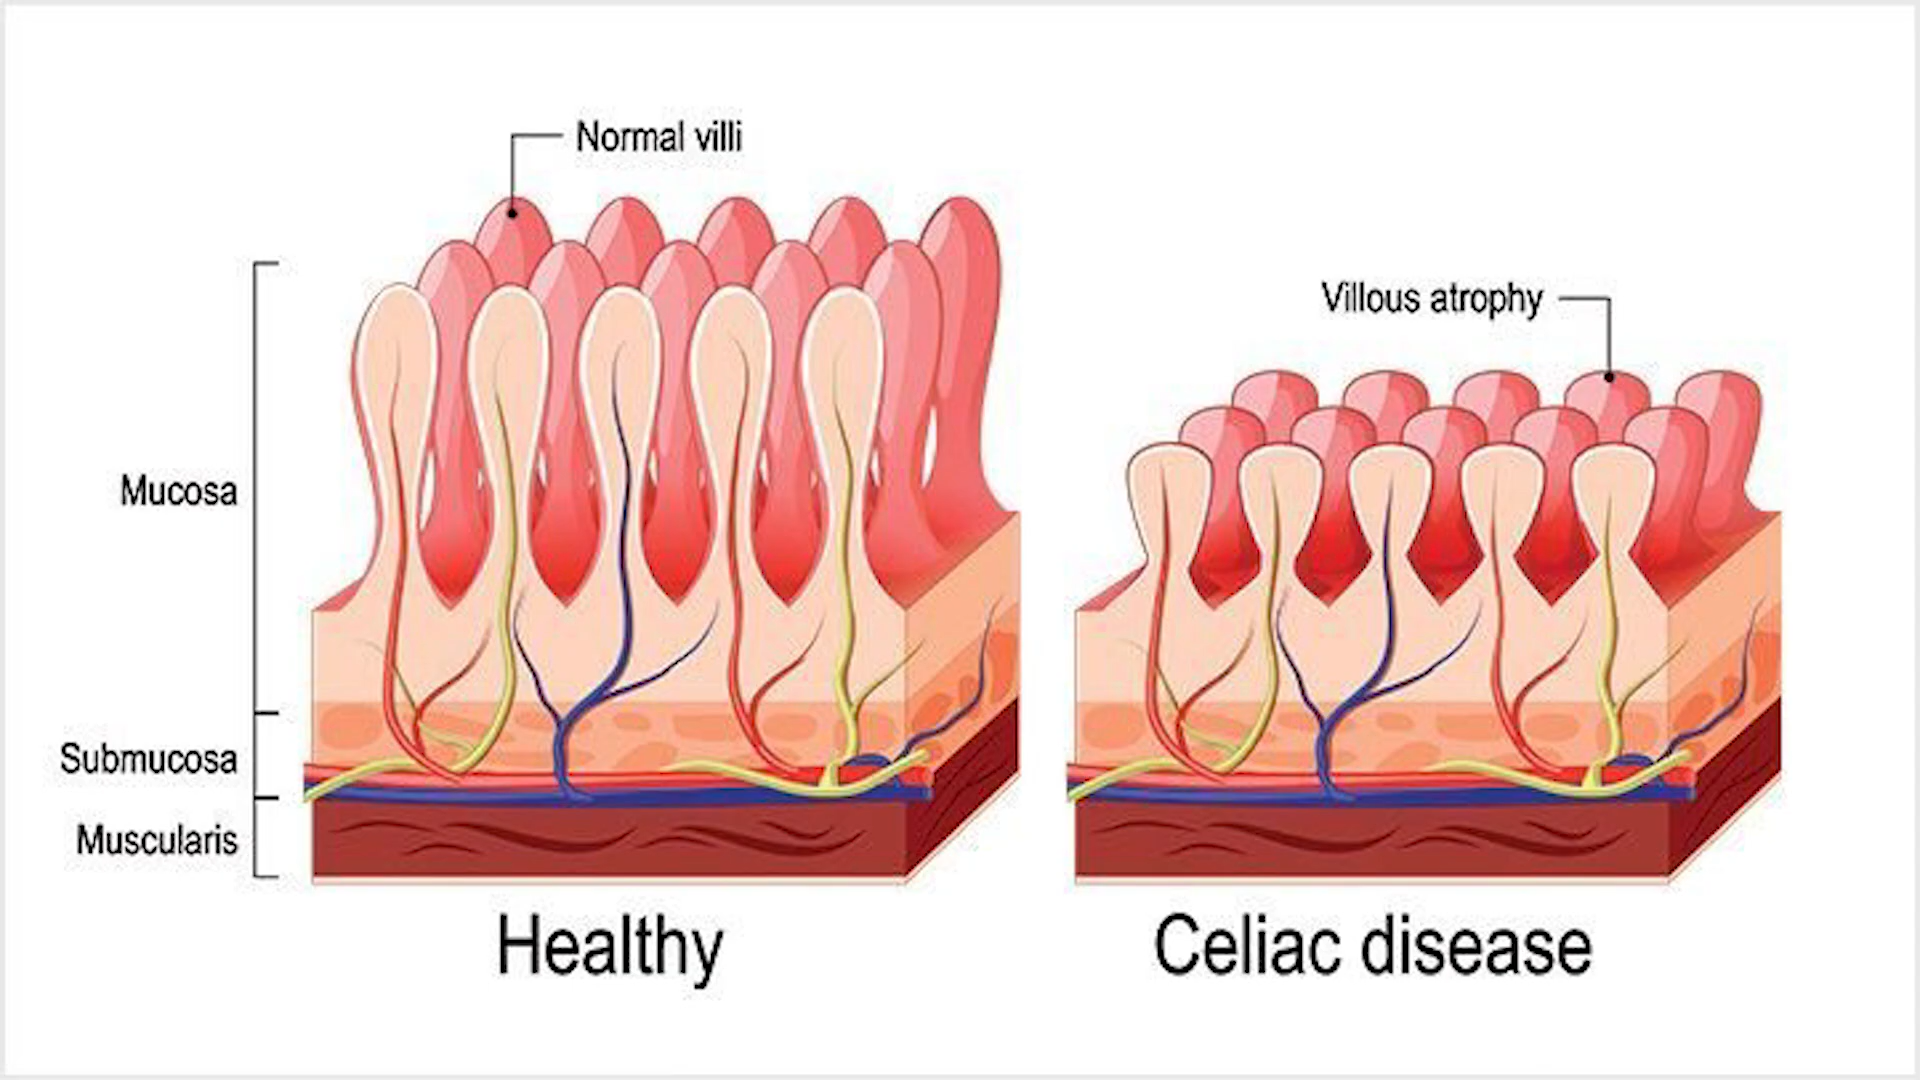 Normal villi
Villous atrophy
Mucosa
Submucosa
Muscularis
Healthy
Celiac disease